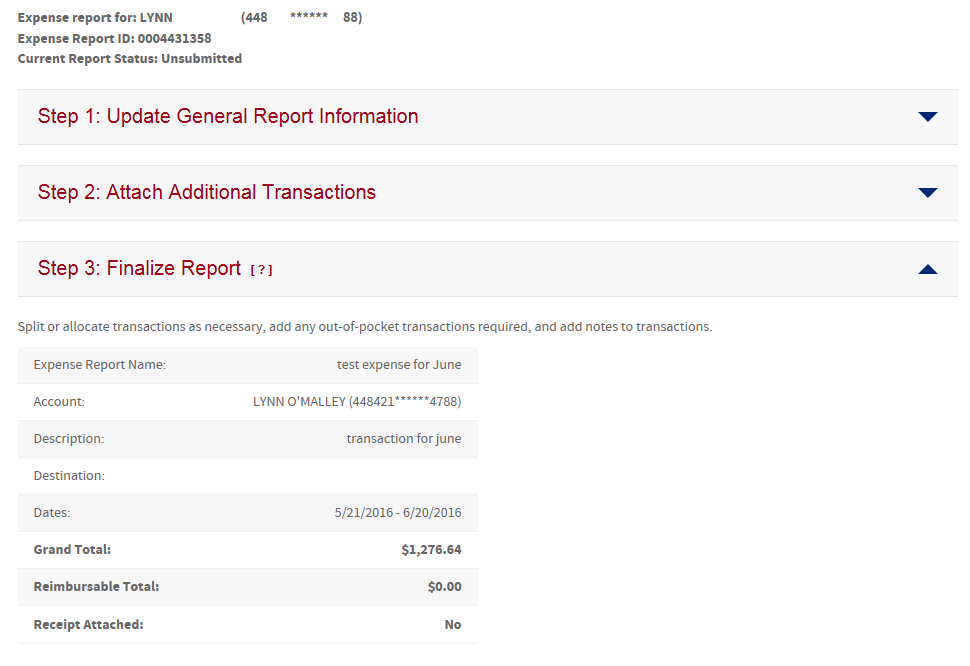 Expense report for: LYNN (448 ****** 88)
Expense Report ID: 0004431358
Current Report Status: Unsubmitted
Step 1: Update General Report Information
Step 2: Attach Additional Transactions
Step 3: Finalize Report [?]
Split or allocate transactions as necessary, add any out-of-pocket transactions required, and add notes to transactions.
Expense Report Name: test expense for June
Account: LYNN O'MALLEY (448421******4788)
Description: transaction for june
Destination:
Dates: 5/21/2016 - 6/20/2016
Grand Total: $1,276.64
Reimbursable Total: $0.00
Receipt Attached: No